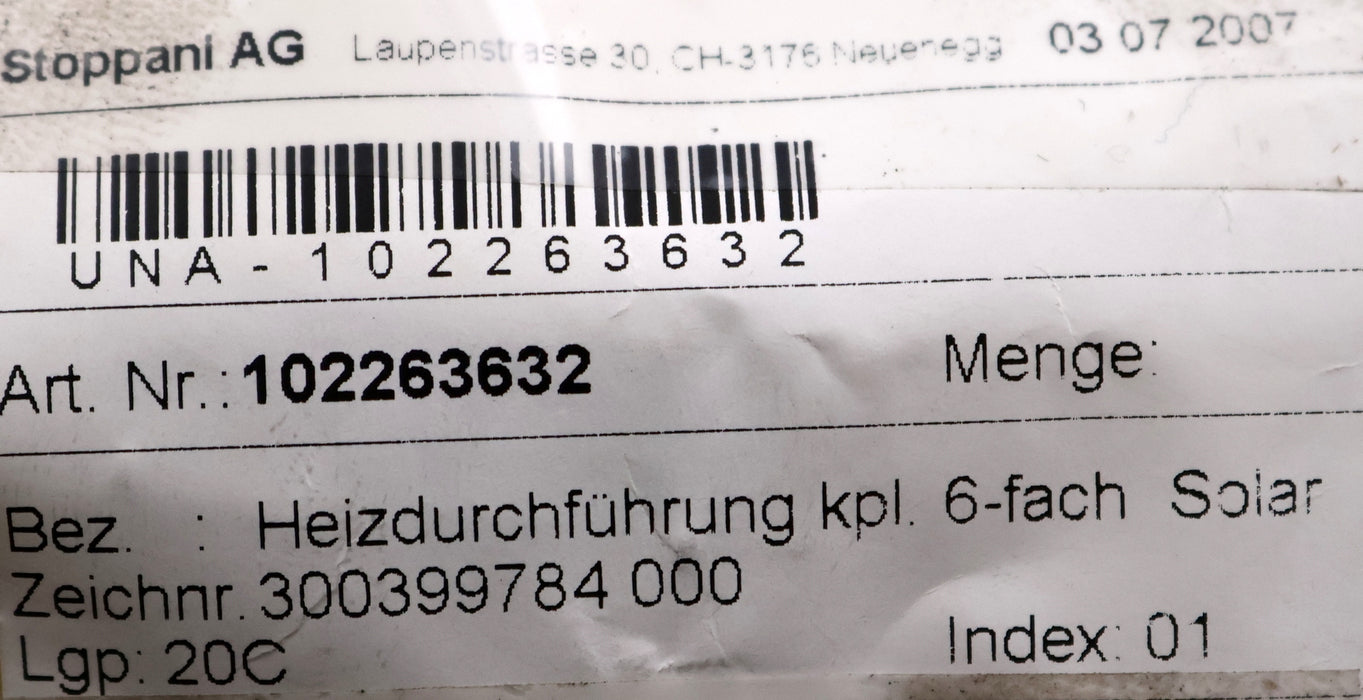 Stoppani AG Laupenstrasse 30, CH-3176 Neuenegg 03 07 2007
UNA-102263632
Art. Nr.: 102263632 Menge:
Bez. : Heizdurchführung kpl. 6-fach Solar
Zeichnr. 300399784 000
Lgp: 20C Index: 01